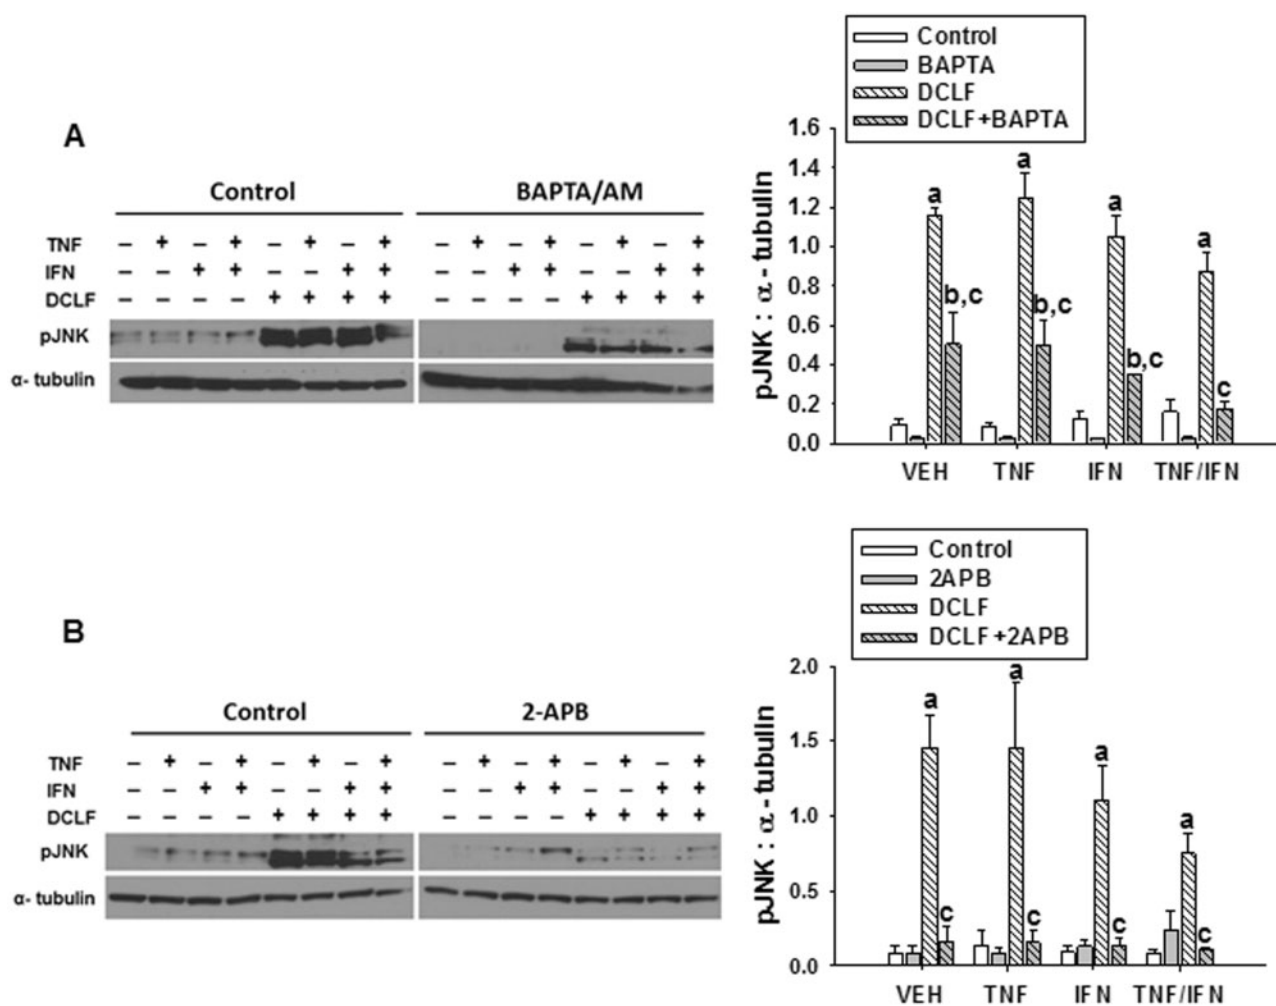 A
Control BAPTA/AM
TNF – + – + – + – + – + – + – + – +
IFN – – + + – – + + – – + + – – + +
DCLF – – – – + + + + – – – – + + + +
pJNK
α- tubulin
Control
BAPTA
DCLF
DCLF+BAPTA
pJNK : α- tubulin
1.6
1.4
1.2
1.0
0.8
0.6
0.4
0.2
0.0
a a a a
b,c b,c b,c c
VEH TNF IFN TNF/IFN
B
Control 2-APB
TNF – + – + – + – + – + – + – + – +
IFN – – + + – – + + – – + + – – + +
DCLF – – – – + + + + – – – – + + + +
pJNK
α- tubulin
Control
2APB
DCLF
DCLF+2APB
pJNK : α-tubulin
2.0
1.5
1.0
0.5
0.0
a a a a
c c c c
VEH TNF IFN TNF/IFN